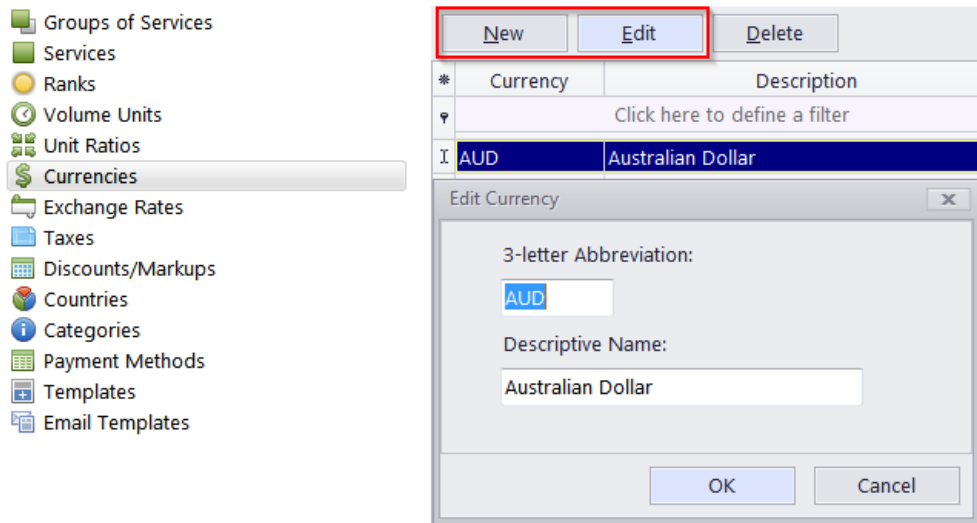 Groups of Services
Services
Ranks
Volume Units
Unit Ratios
Currencies
Exchange Rates
Taxes
Discounts/Markups
Countries
Categories
Payment Methods
Templates
Email Templates
New Edit Delete
Currency Description
Click here to define a filter
AUD Australian Dollar
Edit Currency
3-letter Abbreviation:
AUD
Descriptive Name:
Australian Dollar
OK Cancel